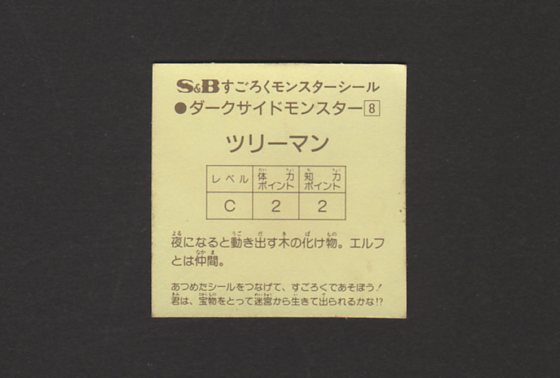 S&Bすごろくモンスターシール
●ダークサイドモンスター8
ツリーマン
レベル 体力ポイント 知力ポイント
C 2 2
夜になると動き出す木の化け物。エルフ
とは仲間。
あつめたシールをつなげて、すごろくであそぼう!
君は、宝物をとって迷宮から生きて出られるかな!?